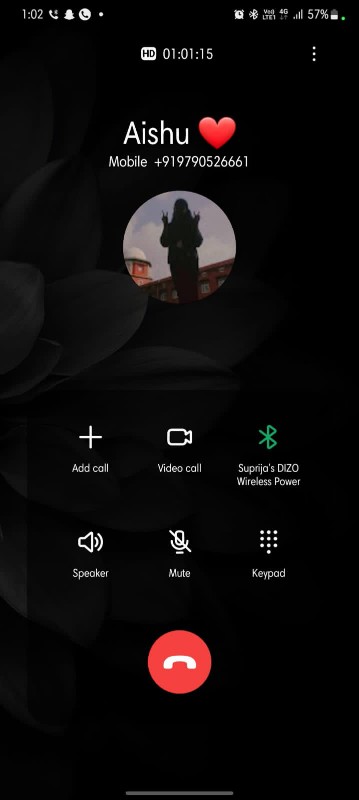 1:02
Vo)) LTE1 4G 57%
HD 01:01:15
Aishu ❤️
Mobile +919790526661
Add call
Video call
Suprija's DIZO
Wireless Power
Speaker
Mute
Keypad